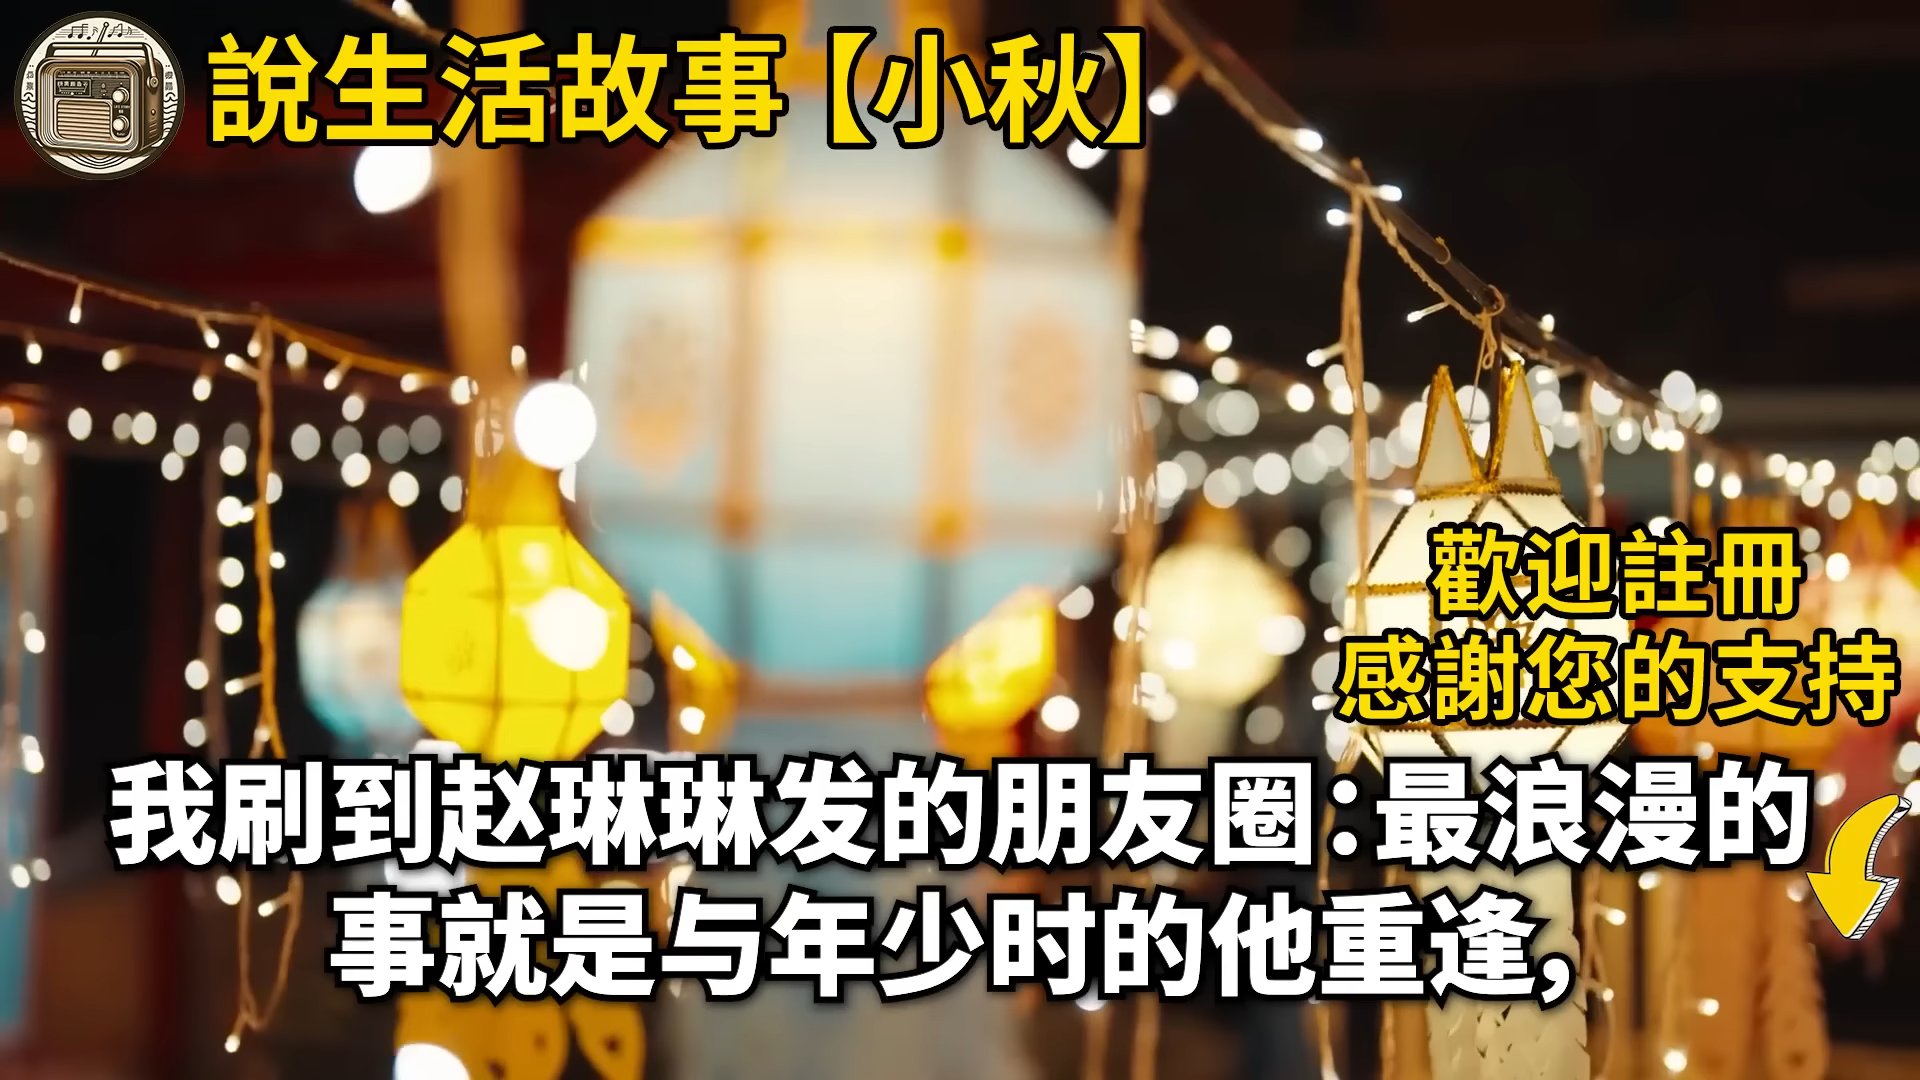 說生活故事【小秋】
歡迎註冊
感謝您的支持
我刷到赵琳琳发的朋友圈：最浪漫的
事就是与年少时的他重逢，